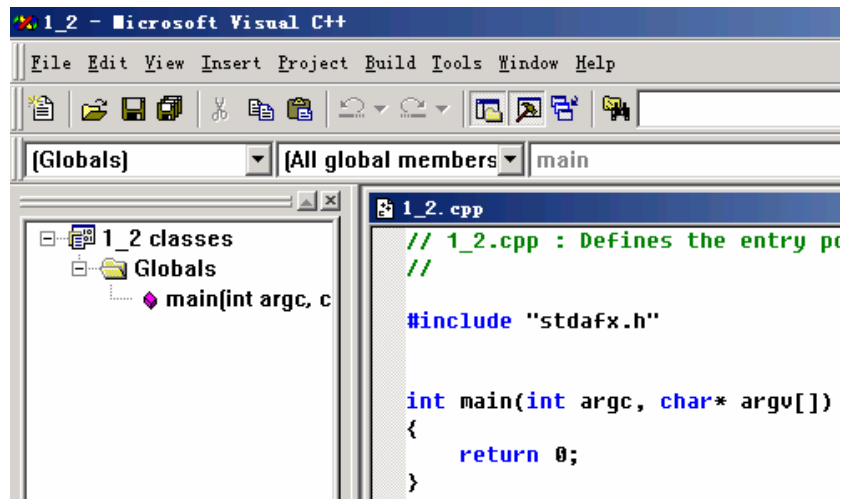 1_2 - Microsoft Visual C++
File Edit View Insert Project Build Tools Window Help
(Globals) (All global members main
1_2 classes
Globals
main(int argc, c
1_2.cpp
// 1_2.cpp : Defines the entry po
//
#include "stdafx.h"
int main(int argc, char* argv[])
{
return 0;
}